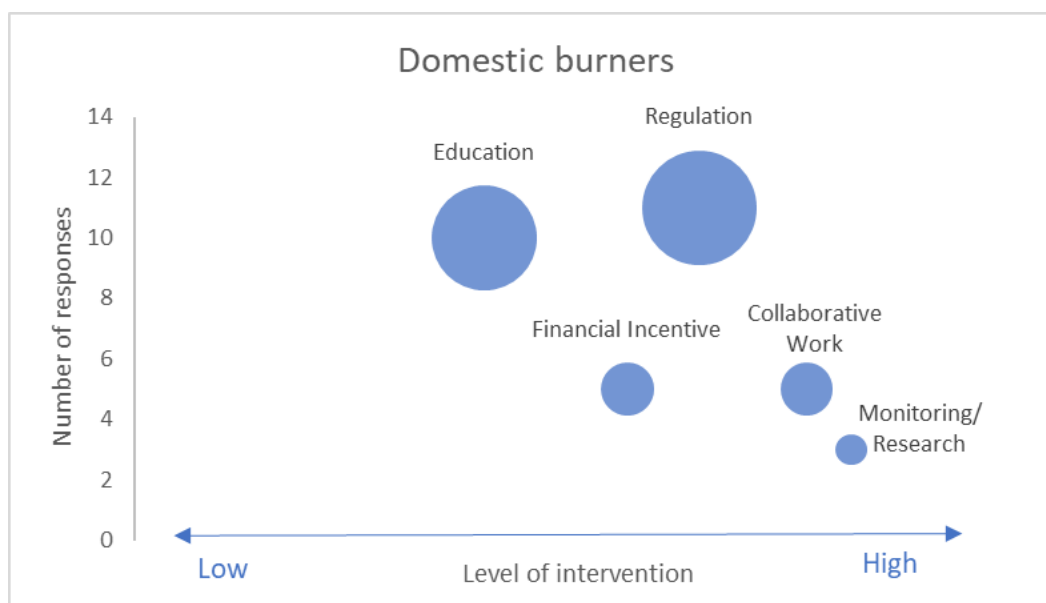 Domestic burners
Number of responses
14
12
10
8
6
4
2
0
Education
Regulation
Financial Incentive
Collaborative
Work
Monitoring/
Research
Low
Level of intervention
High